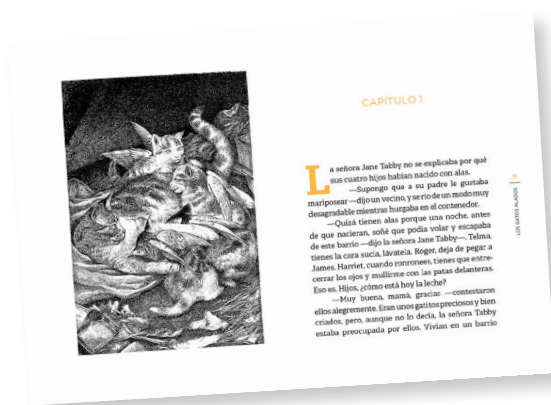 CAPÍTULO 1
La señora Jane Tabby no se explicaba por qué
sus cuatro hijos habían nacido con alas.
—Supongo que a su padre le gustaba
mariposear —dijo un vecino, y se rio de un modo muy
desagradable mientras hurgaba en el contenedor.
—Quizá tienen alas porque una noche, antes
de que nacieran, soñé que podía volar y escapaba
de este barrio —dijo la señora Jane Tabby—. Telma,
tienes la cara sucia, lávatela. Roger, deja de pegar a
James. Harriet, cuando ronronees, tienes que entre-
cerrar los ojos y mullirme con las patas delanteras.
Eso es. Hijos, ¿cómo está hoy la leche?
—Muy buena, mamá, gracias —contestaron
ellos alegremente. Eran unos gatitos preciosos y bien
criados, pero, aunque no lo decía, la señora Tabby
estaba preocupada por ellos. Vivían en un barrio
LOS GATOS ALADOS